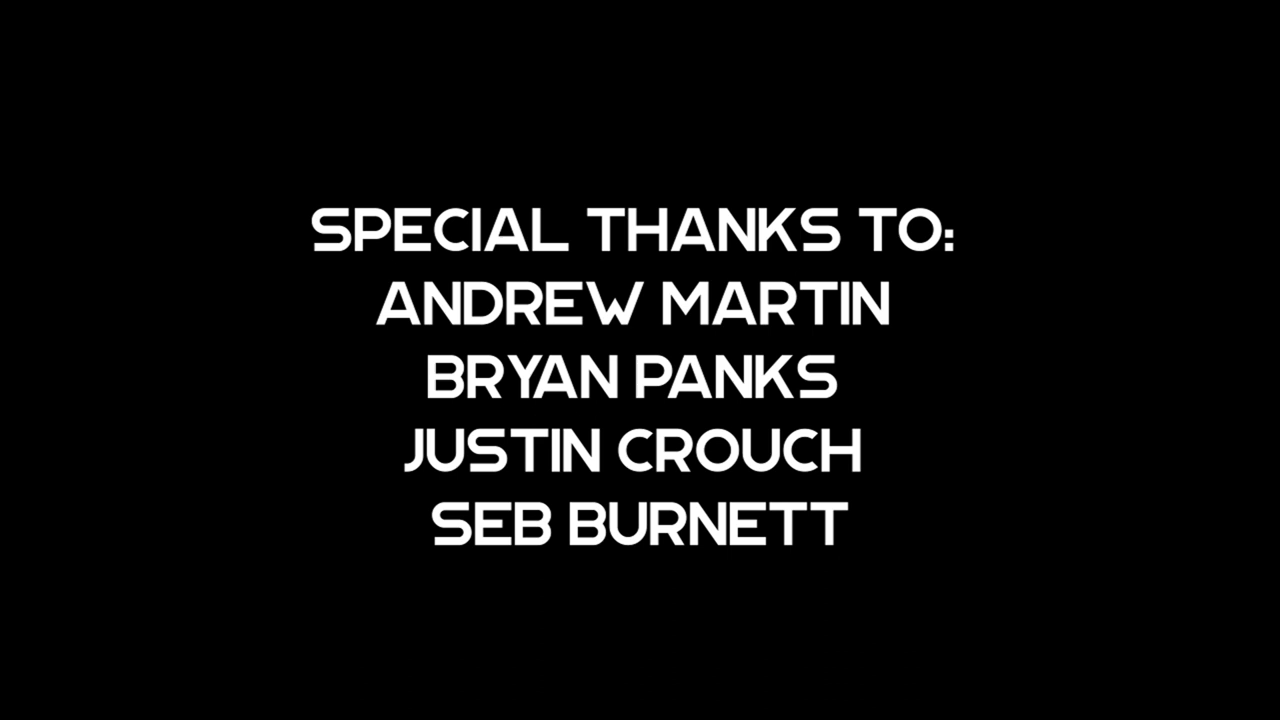 SPECIAL THANKS TO:
ANDREW MARTIN
BRYAN PANKS
JUSTIN CROUCH
SEB BURNETT